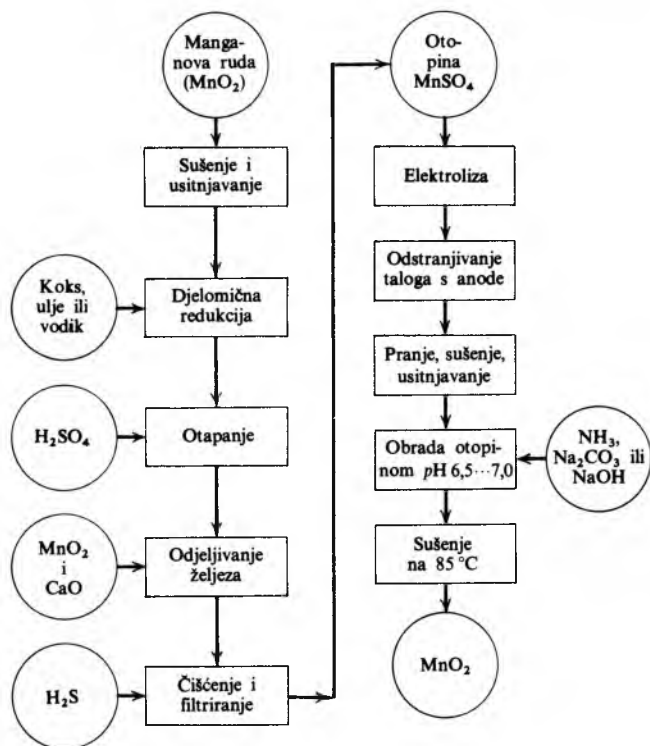 Manga-
nova ruda
(MnO₂)
Sušenje i
usitnjavanje
Koks,
ulje ili
vodik
Djelomična
redukcija
H₂SO₄
Otapanje
MnO₂
i
CaO
Odjeljivanje
željeza
H₂S
Čišćenje i
filtriranje
Oto-
pina
MnSO₄
Elektroliza
Odstranjivanje
taloga s anode
Pranje, sušenje,
usitnjavanje
Obrada otopi-
nom pH 6,5···7,0
NH₃,
Na₂CO₃ ili
NaOH
Sušenje
na 85 °C
MnO₂